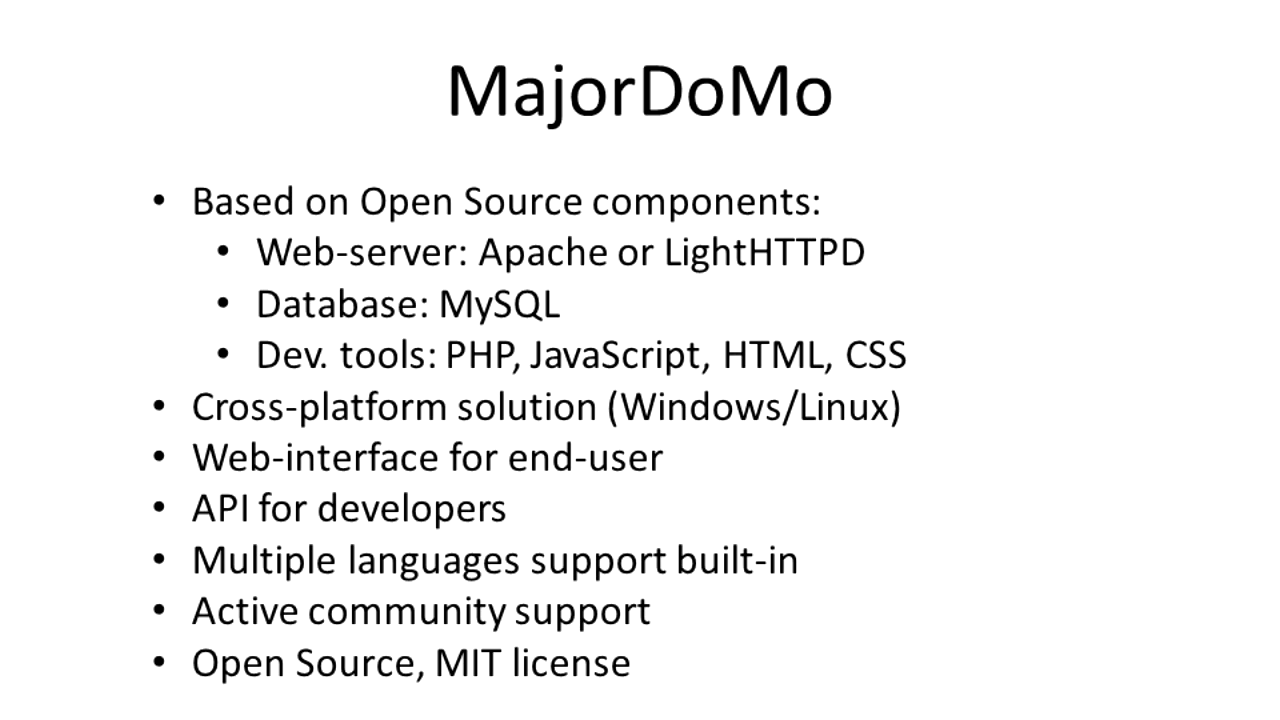 MajorDoMo
• Based on Open Source components:
• Web-server: Apache or LightHTTPD
• Database: MySQL
• Dev. tools: PHP, JavaScript, HTML, CSS
• Cross-platform solution (Windows/Linux)
• Web-interface for end-user
• API for developers
• Multiple languages support built-in
• Active community support
• Open Source, MIT license